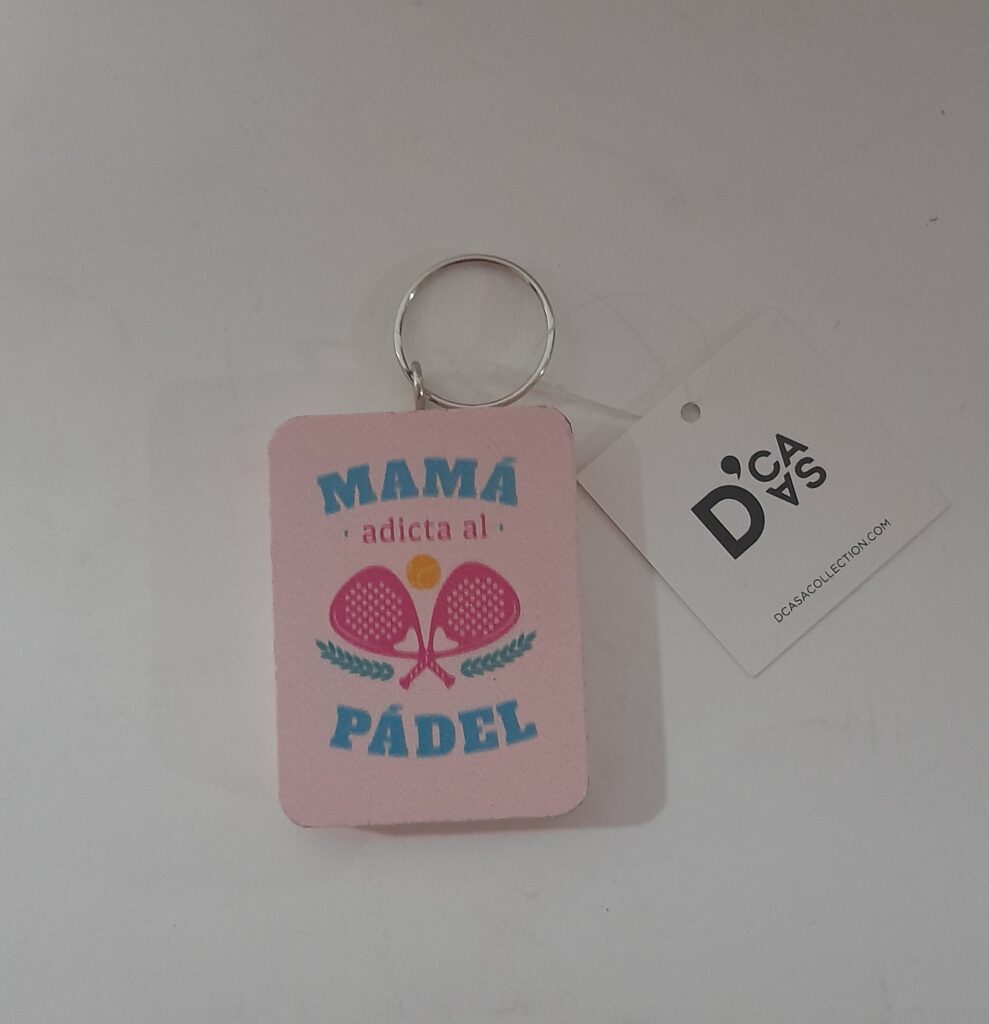 MAMÁ
· adicta al ·
PÁDEL
D'CASA
DCASACOLLECTION.COM